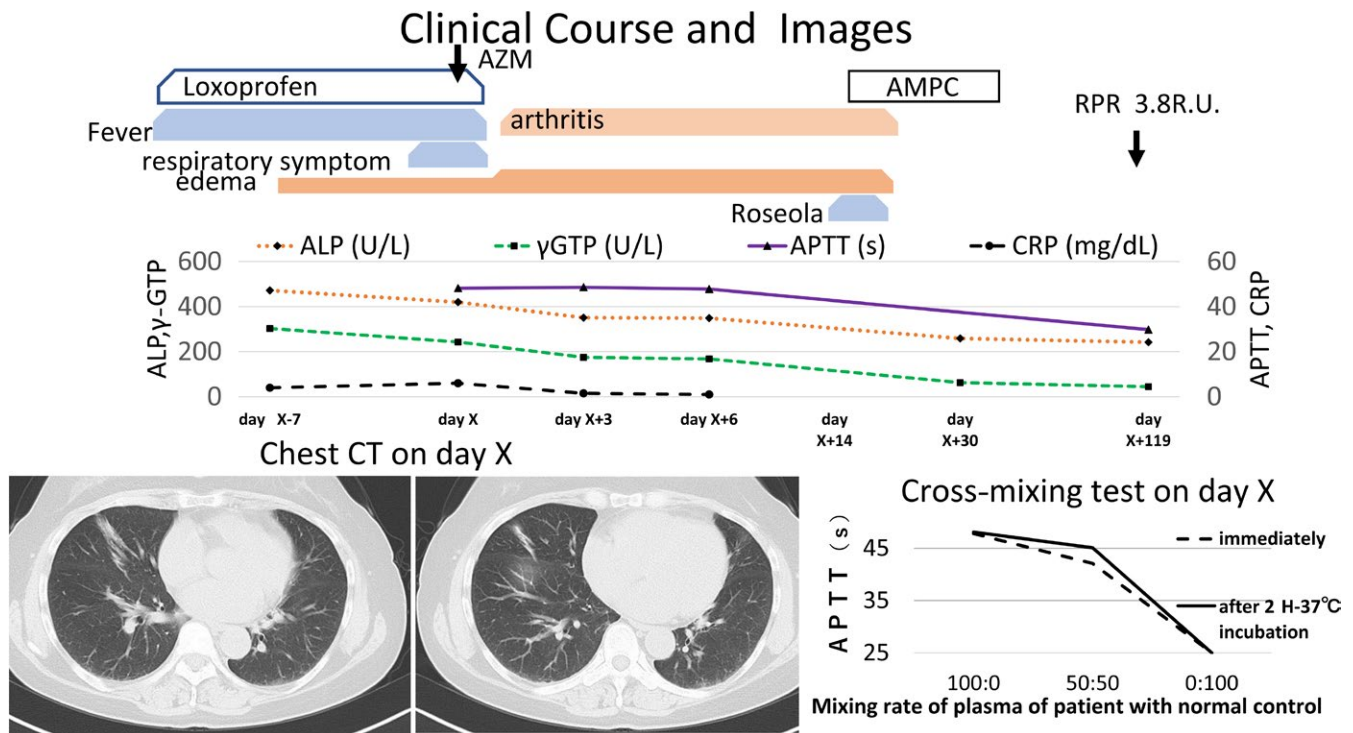 Clinical Course and Images
AZM
Loxoprofen
AMPC
RPR 3.8R.U.
Fever
arthritis
respiratory symptom
edema
Roseola
ALP (U/L)
γGTP (U/L)
APTT (s)
CRP (mg/dL)
ALP,γ-GTP
600
400
200
0
60
40
20
0
APTT, CRP
day X-7
day X
day X+3
day X+6
day
X+14
day
X+30
day
X+119
Chest CT on day X
Cross-mixing test on day X
APTT (s)
45
35
25
immediately
after 2 H-37℃
incubation
100:0
50:50
0:100
Mixing rate of plasma of patient with normal control